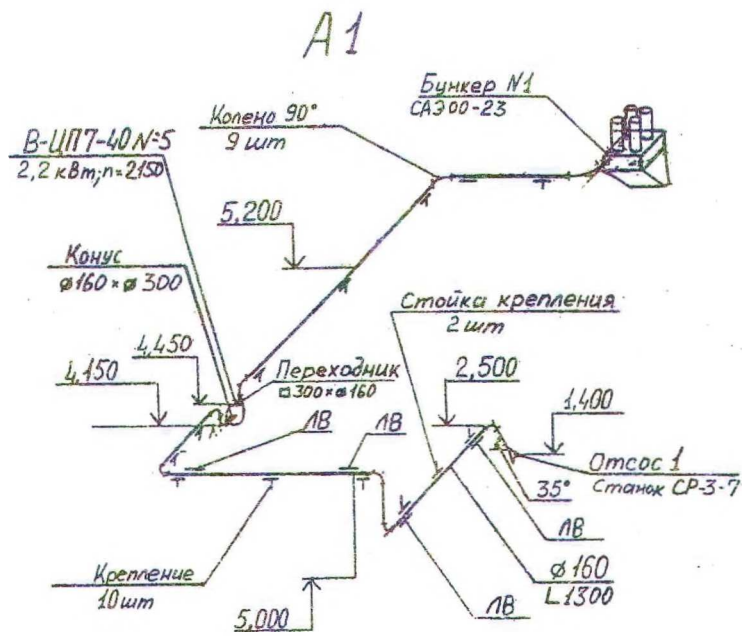 А1
Бункер N1
САЭ00-23
Колено 90°
9 шт
В-ЦП7-40 N=5
2,2 кВт; n=2150
5,200
Конус
ø160 × ø300
Стойка крепления
2 шт
4,450
4,150
Переходник
□300×ø160
2,500
1,400
ЛВ
ЛВ
Отсос 1
Станок СР-3-7
35°
ЛВ
Крепление
10 шт
ø160
L1300
ЛВ
5,000